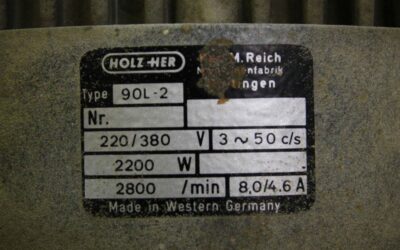 HOLZ-HER M. Reich
Type 90L-2
Nr.
220/380 V 3~50 c/s
2200 W
2800 /min 8,0/4.6 A
Made in Western Germany